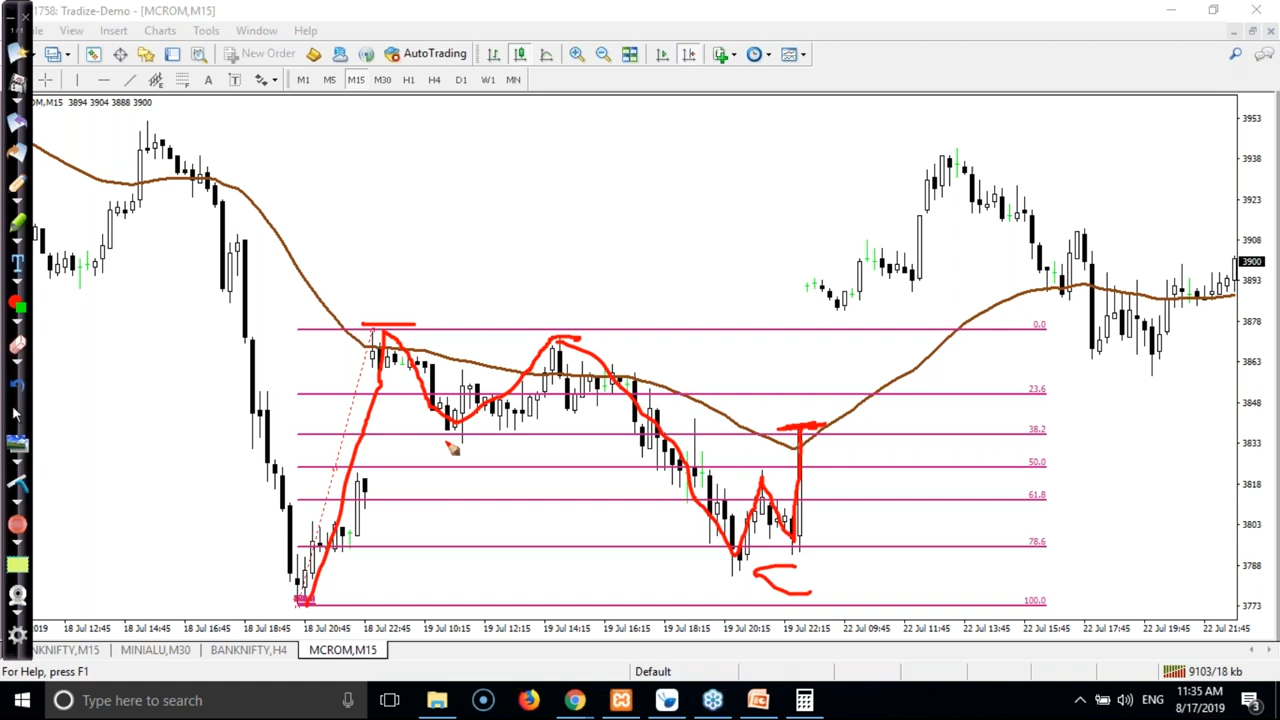 1758: Tradize-Demo - [MCROM,M15]
View Insert Charts Tools Window Help
1/1
New Order AutoTrading
A T M1 M5 M15 M30 H1 H4 D1 W1 MN
OM,M15 3894 3904 3888 3900
3953
3938
3923
3908
3900
3893
3878
3863
3848
3833
3818
3803
3788
3773
0.0
23.6
38.2
50.0
61.8
78.6
100.0
2019 18 Jul 12:45 18 Jul 14:45 18 Jul 16:45 18 Jul 18:45 18 Jul 20:45 18 Jul 22:45 19 Jul 10:15 19 Jul 12:15 19 Jul 14:15 19 Jul 16:15 19 Jul 18:15 19 Jul 20:15 19 Jul 22:15 22 Jul 09:45 22 Jul 11:45 22 Jul 13:45 22 Jul 15:45 22 Jul 17:45 22 Jul 19:45 22 Jul 21:45
NKNIFTY,M15 MINIALU,M30 BANKNIFTY,H4 MCROM,M15
For Help, press F1 Default 9103/18 kb
Type here to search ENG 11:35 AM
8/17/2019 3